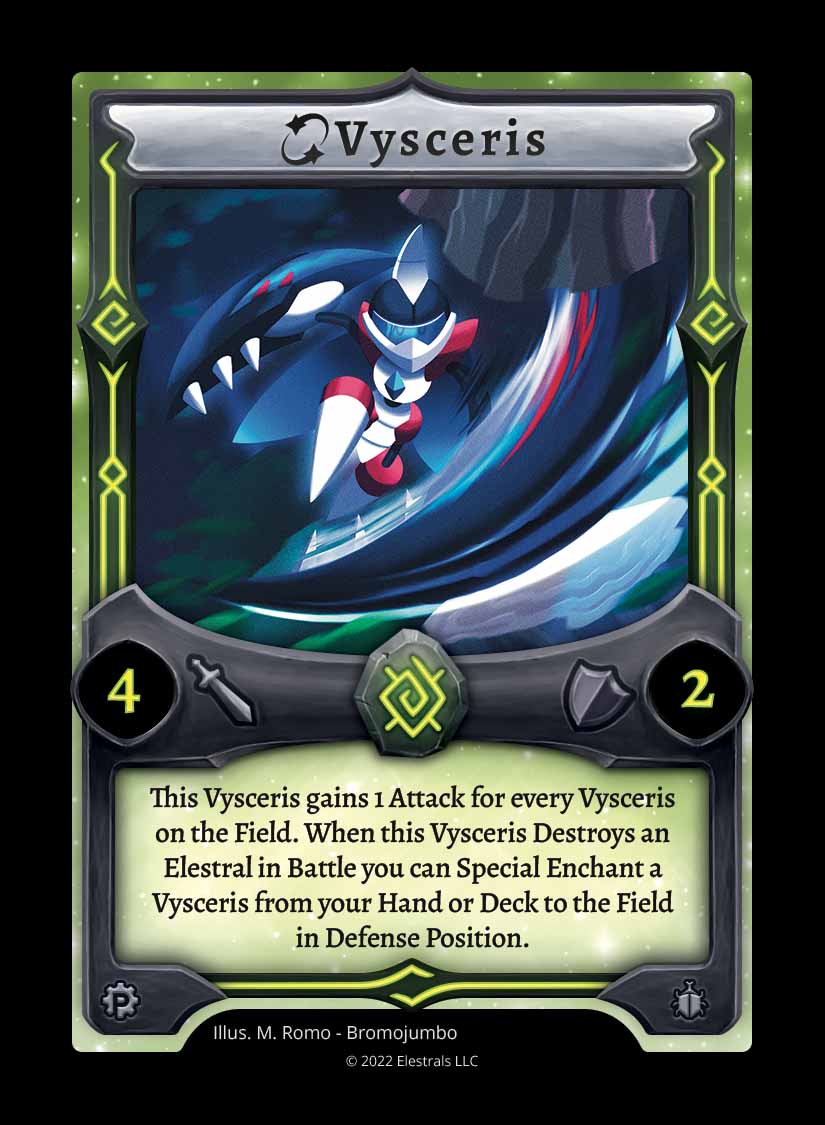 Vysceris
4
2
This Vysceris gains 1 Attack for every Vysceris
on the Field. When this Vysceris Destroys an
Elestral in Battle you can Special Enchant a
Vysceris from your Hand or Deck to the Field
in Defense Position.
P
Illus. M. Romo - Bromojumbo
© 2022 Elestrals LLC